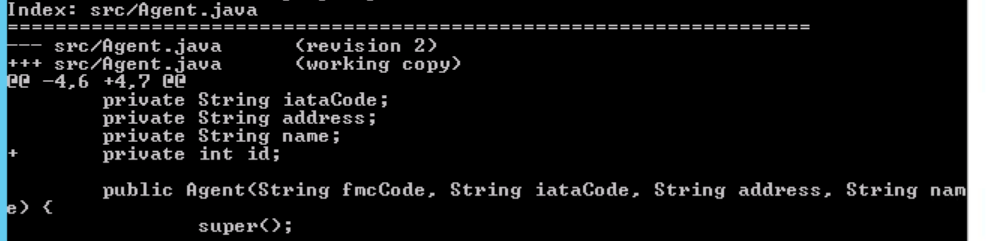 Index: src/Agent.java
===================================================================
--- src/Agent.java      (revision 2)
+++ src/Agent.java      (working copy)
@@ -4,6 +4,7 @@
        private String iataCode;
        private String address;
        private String name;
+       private int id;

        public Agent(String fmcCode, String iataCode, String address, String nam
e) {
                super();